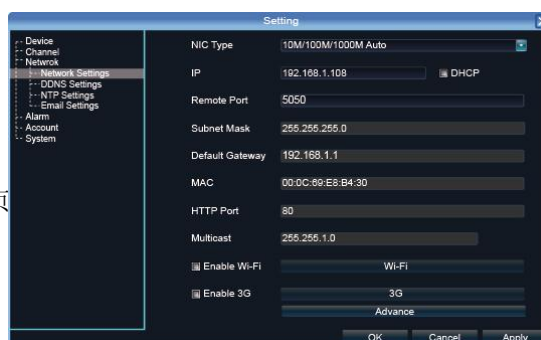 Setting
Device
Channel
Netwrok
Network Settings
DDNS Settings
NTP Settings
Email Settings
Alarm
Account
System
NIC Type 10M/100M/1000M Auto
IP 192.168.1.108 DHCP
Remote Port 5050
Subnet Mask 255.255.255.0
Default Gateway 192.168.1.1
MAC 00:0C:69:E8:B4:30
HTTP Port 80
Multicast 255.255.1.0
Enable Wi-Fi Wi-Fi
Enable 3G 3G
Advance
OK Cancel Apply
页